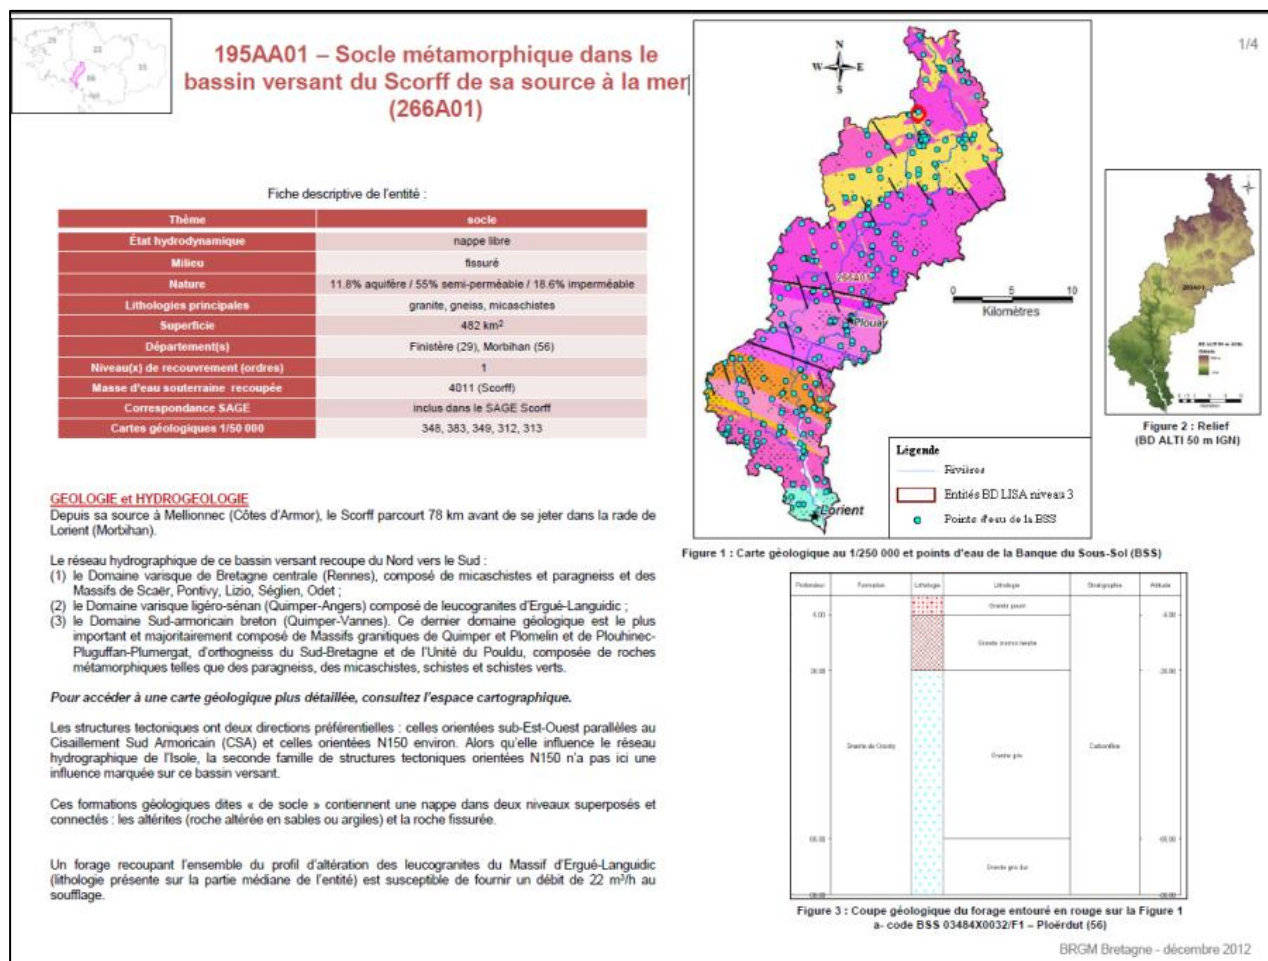 195AA01 – Socle métamorphique dans le
bassin versant du Scorff de sa source à la mer
(266A01)
1/4
Fiche descriptive de l'entité :
Thème socle
État hydrodynamique nappe libre
Milieu fissuré
Nature 11.8% aquifère / 55% semi-perméable / 18.6% imperméable
Lithologies principales granite, gneiss, micaschistes
Superficie 482 km²
Département(s) Finistère (29), Morbihan (56)
Niveau(x) de recouvrement (ordres) 1
Masse d'eau souterraine recoupée 4011 (Scorff)
Correspondance SAGE inclus dans le SAGE Scorff
Cartes géologiques 1/50 000 348, 383, 349, 312, 313
GEOLOGIE et HYDROGEOLOGIE
Depuis sa source à Mellionnec (Côtes d'Armor), le Scorff parcourt 78 km avant de se jeter dans la rade de
Lorient (Morbihan).
Le réseau hydrographique de ce bassin versant recoupe du Nord vers le Sud :
(1) le Domaine varisque de Bretagne centrale (Rennes), composé de micaschistes et paragneiss et des
Massifs de Scaër, Pontivy, Lizio, Séglien, Odet ;
(2) le Domaine varisque ligéro-sénan (Quimper-Angers) composé de leucogranites d'Ergué-Languidic ;
(3) le Domaine Sud-armoricain breton (Quimper-Vannes). Ce dernier domaine géologique est le plus
important et majoritairement composé de Massifs granitiques de Quimper et Plomelin et de Plouhinec-
Pluguffan-Plumergat, d'orthogneiss du Sud-Bretagne et de l'Unité du Pouldu, composée de roches
métamorphiques telles que des paragneiss, des micaschistes, schistes et schistes verts.
Pour accéder à une carte géologique plus détaillée, consultez l'espace cartographique.
Les structures tectoniques ont deux directions préférentielles : celles orientées sub-Est-Ouest parallèles au
Cisaillement Sud Armoricain (CSA) et celles orientées N150 environ. Alors qu'elle influence le réseau
hydrographique de l'Isole, la seconde famille de structures tectoniques orientées N150 n'a pas ici une
influence marquée sur ce bassin versant.
Ces formations géologiques dites « de socle » contiennent une nappe dans deux niveaux superposés et
connectés : les altérites (roche altérée en sables ou argiles) et la roche fissurée.
Un forage recoupant l'ensemble du profil d'altération des leucogranites du Massif d'Ergué-Languidic
(lithologie présente sur la partie médiane de l'entité) est susceptible de fournir un débit de 22 m³/h au
soufflage.
N
W E
S
266A01
Plouay
Lorient
0 5 10
Kilomètres
Légende
Rivières
Entités BD LISA niveau 3
Points d'eau de la BSS
Figure 1 : Carte géologique au 1/250 000 et points d'eau de la Banque du Sous-Sol (BSS)
Figure 2 : Relief
(BD ALTI 50 m IGN)
Profondeur Formation Lithologie Lithologie Stratigraphie Altitude
Granite gris
Granite gris dur
Figure 3 : Coupe géologique du forage entouré en rouge sur la Figure 1
a- code BSS 03484X0032/F1 – Ploërdut (56)
BRGM Bretagne - décembre 2012